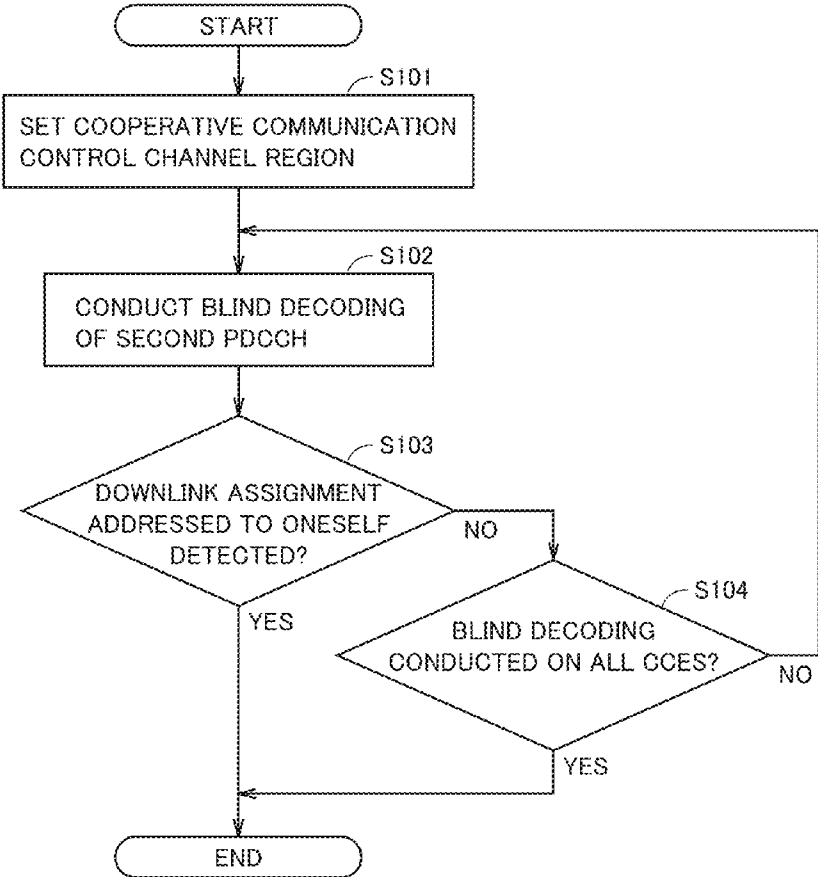 START
S101
SET COOPERATIVE COMMUNICATION
CONTROL CHANNEL REGION
S102
CONDUCT BLIND DECODING
OF SECOND PDCCH
S103
DOWNLINK ASSIGNMENT
ADDRESSED TO ONESELF
DETECTED?
NO
YES
S104
BLIND DECODING
CONDUCTED ON ALL CCES?
NO
YES
END